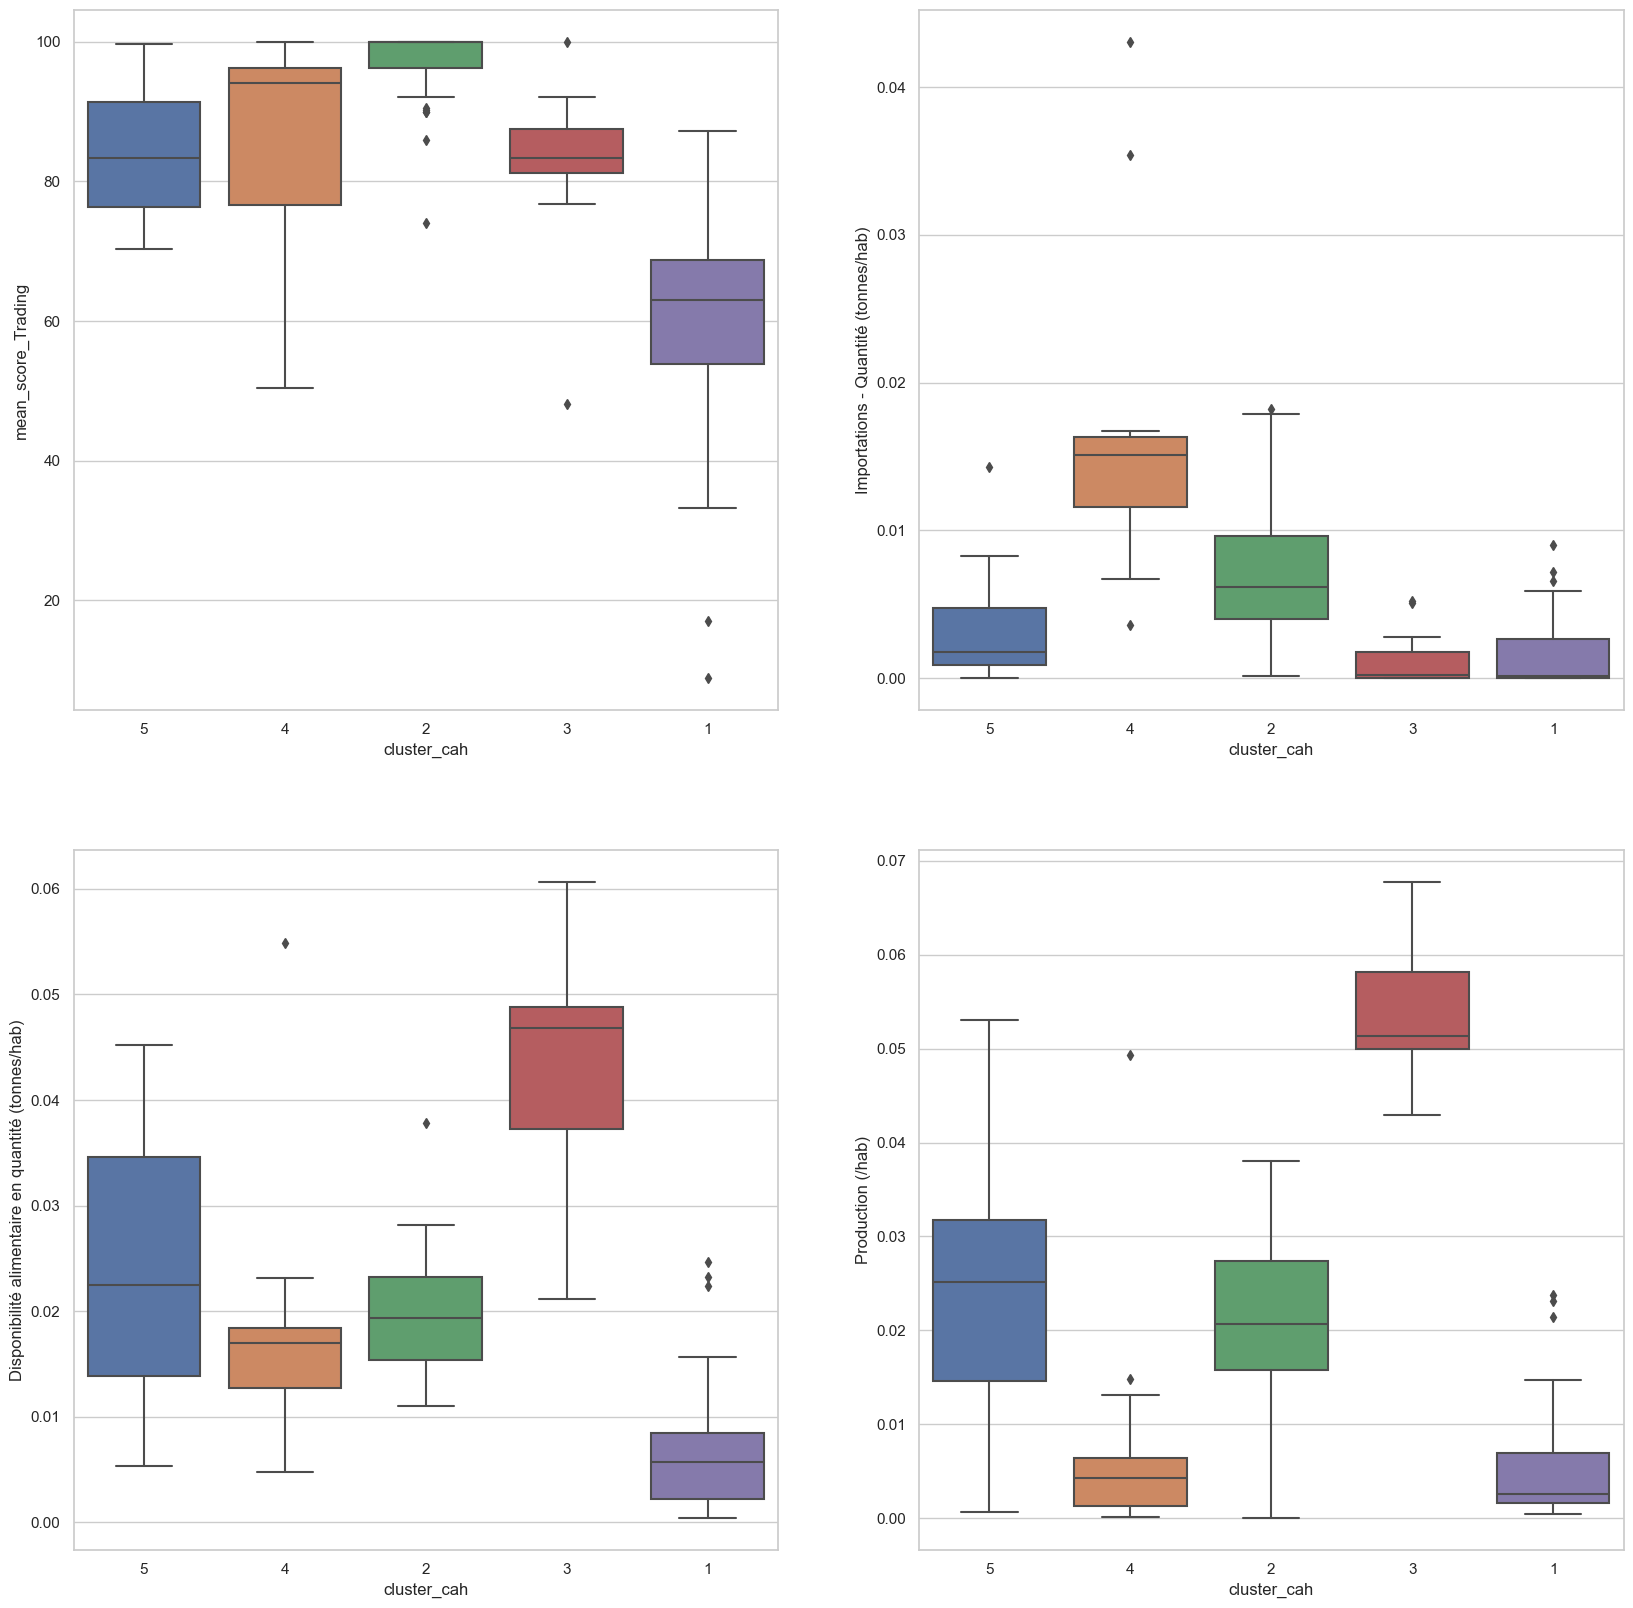 mean_score_Trading
100
80
60
40
20
5 4 2 3 1
cluster_cah
Importations - Quantité (tonnes/hab)
0.04
0.03
0.02
0.01
0.00
5 4 2 3 1
cluster_cah
Disponibilité alimentaire en quantité (tonnes/hab)
0.06
0.05
0.04
0.03
0.02
0.01
0.00
5 4 2 3 1
cluster_cah
Production (/hab)
0.07
0.06
0.05
0.04
0.03
0.02
0.01
0.00
5 4 2 3 1
cluster_cah